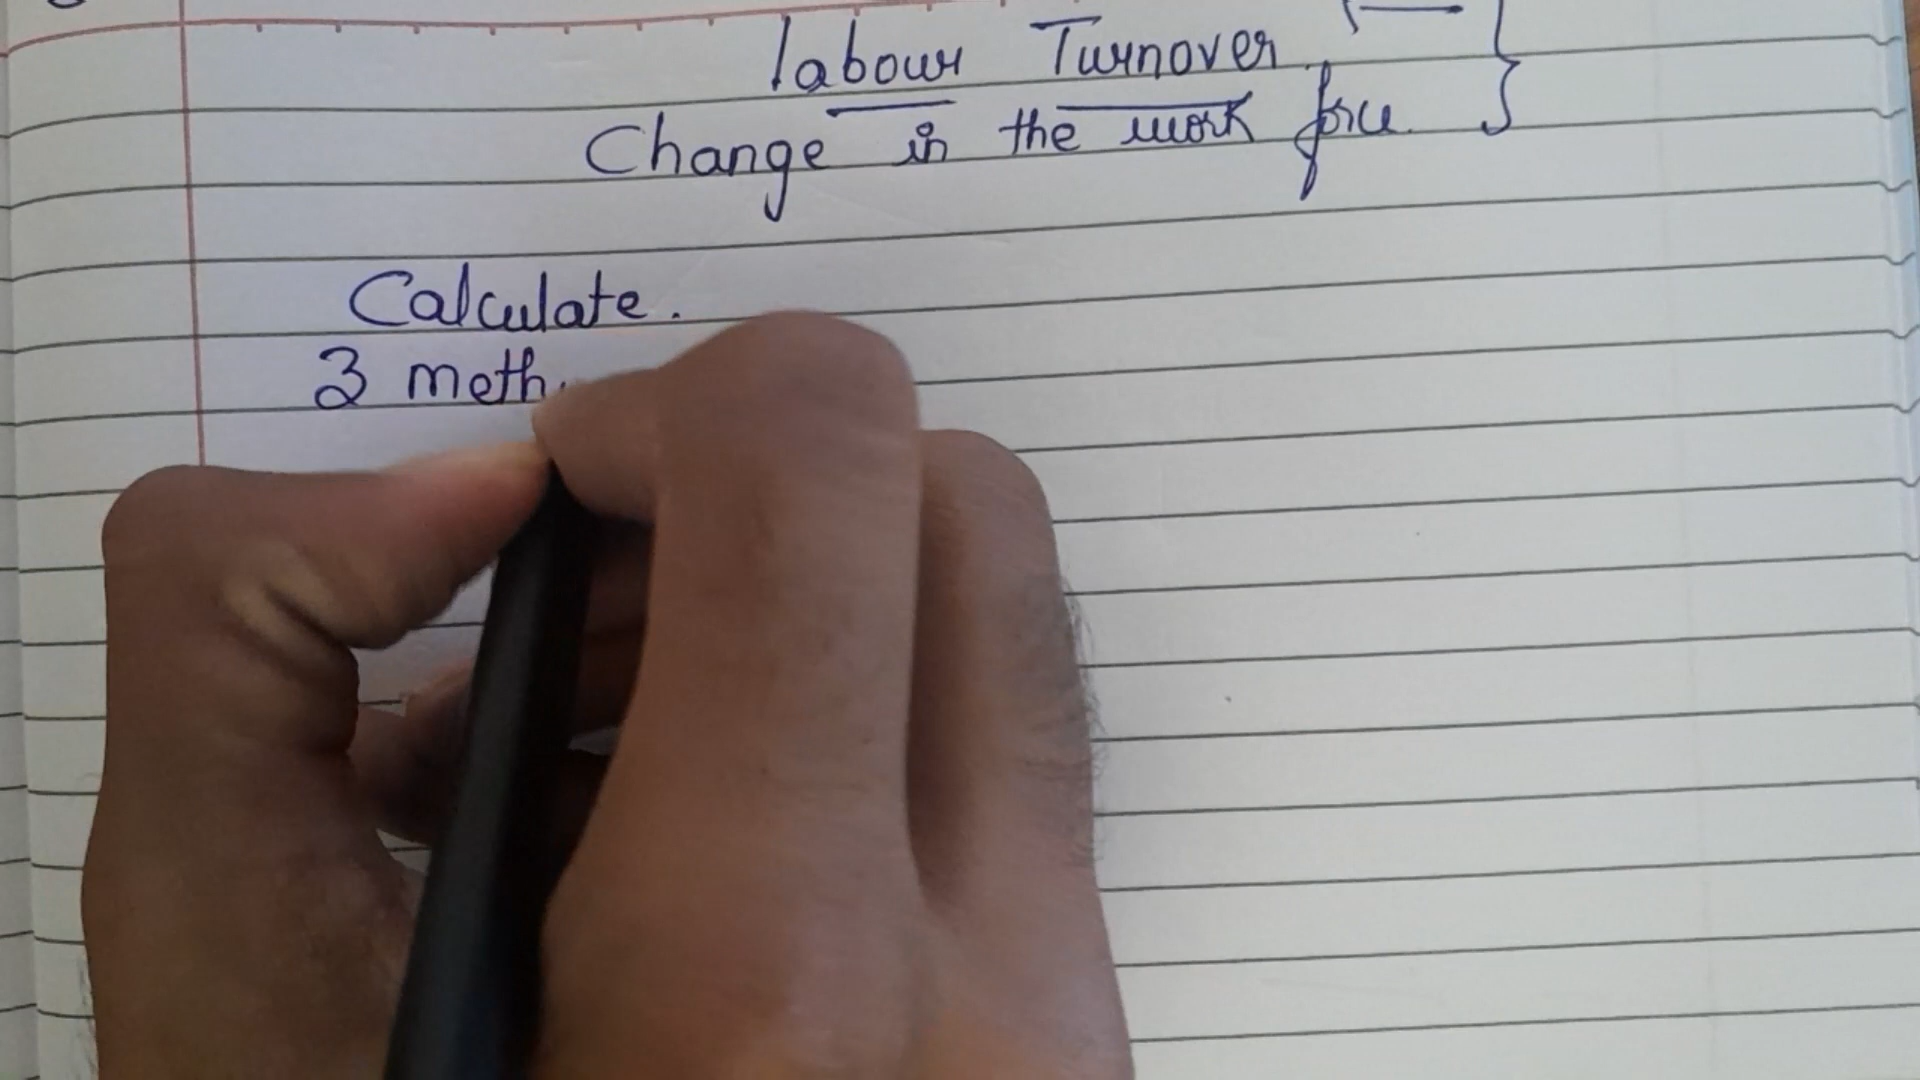 labour Turnover
Change in the work force.
Calculate.
3 meth